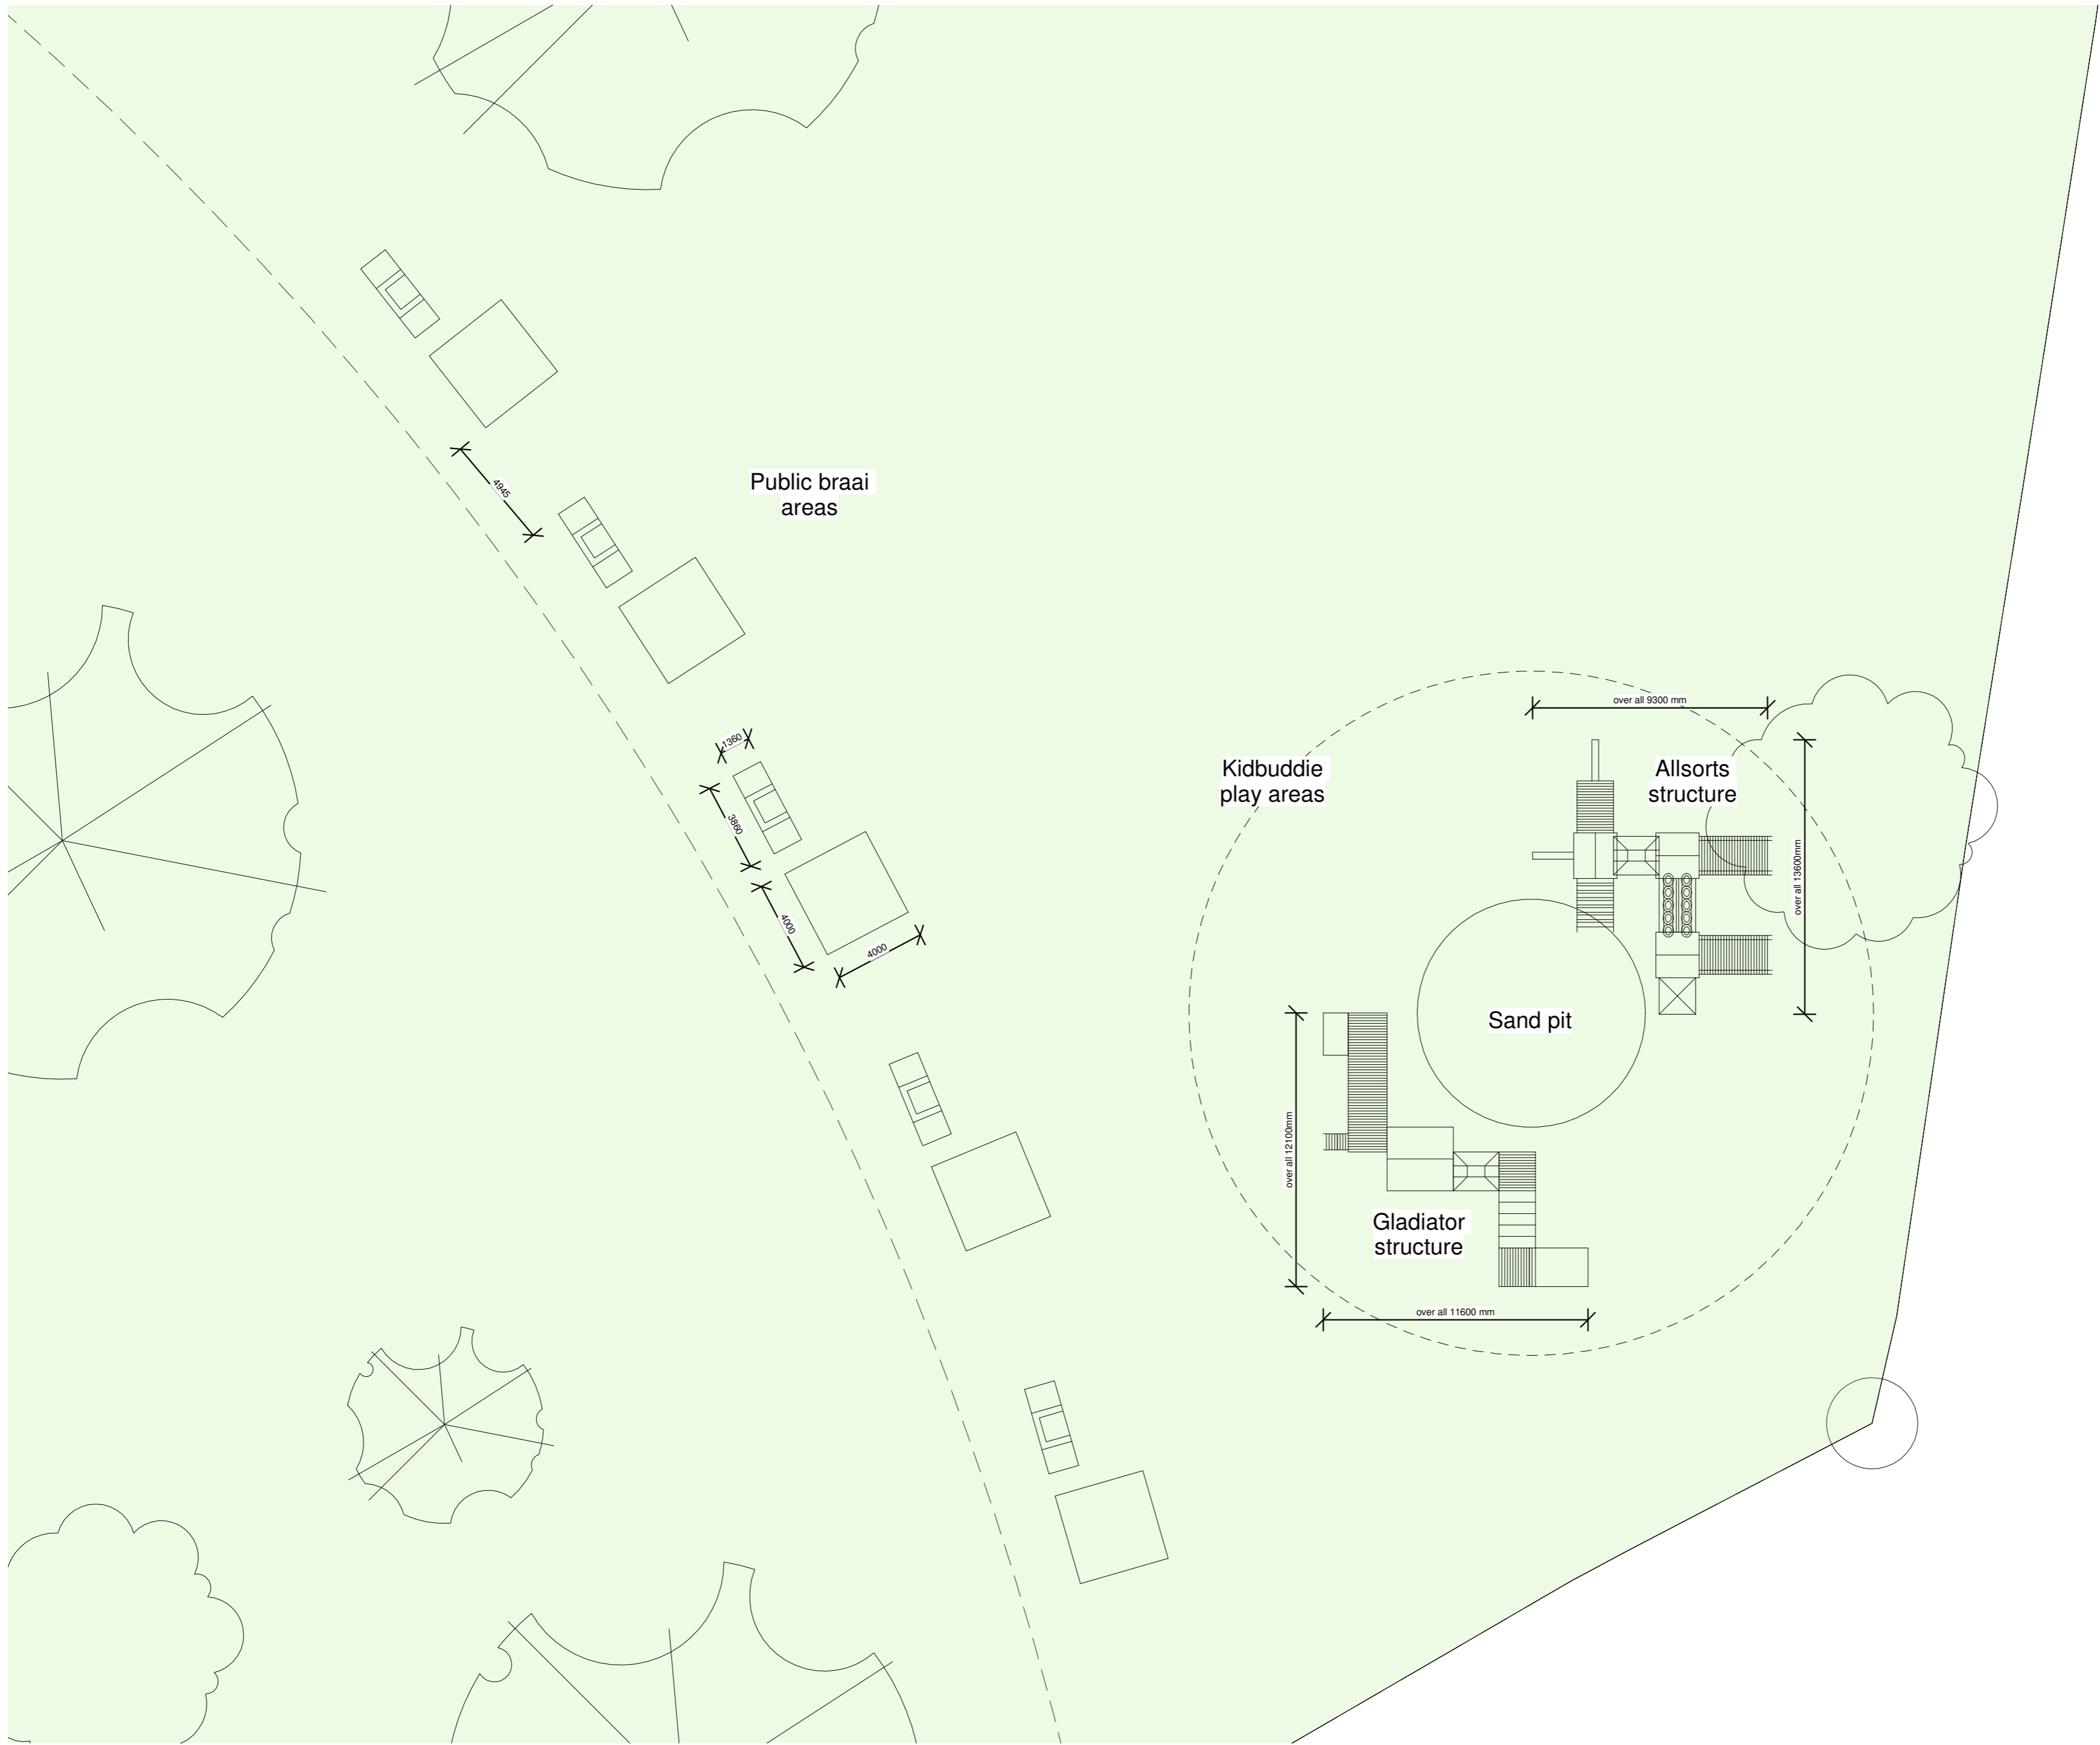 4945
Public braai
areas
over all 9300 mm
1360
Kidbuddie
play areas
Allsorts
structure
3860
over all 13600mm
4000
4000
Sand pit
over all 12100mm
Gladiator
structure
over all 11600 mm